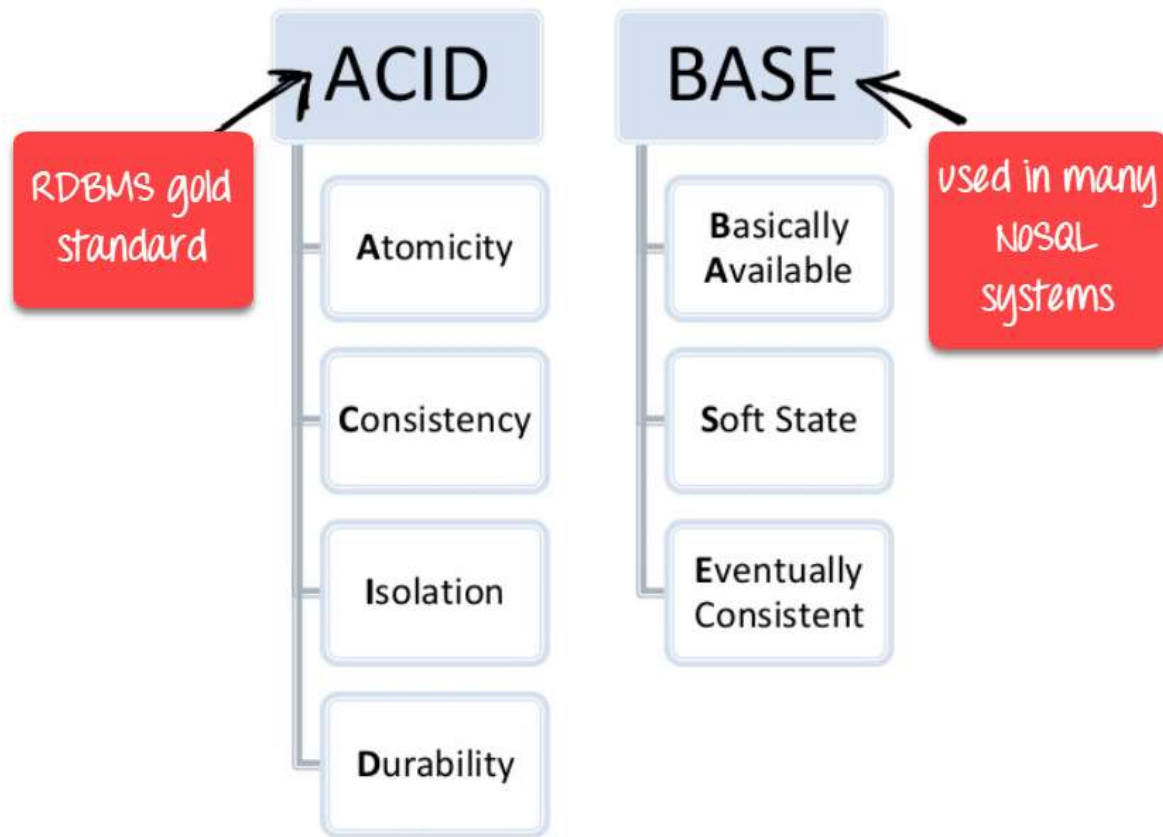 ACID
BASE
RDBMS gold
standard
used in many
NoSQL
systems
Atomicity
Basically
Available
Consistency
Soft State
Isolation
Eventually
Consistent
Durability